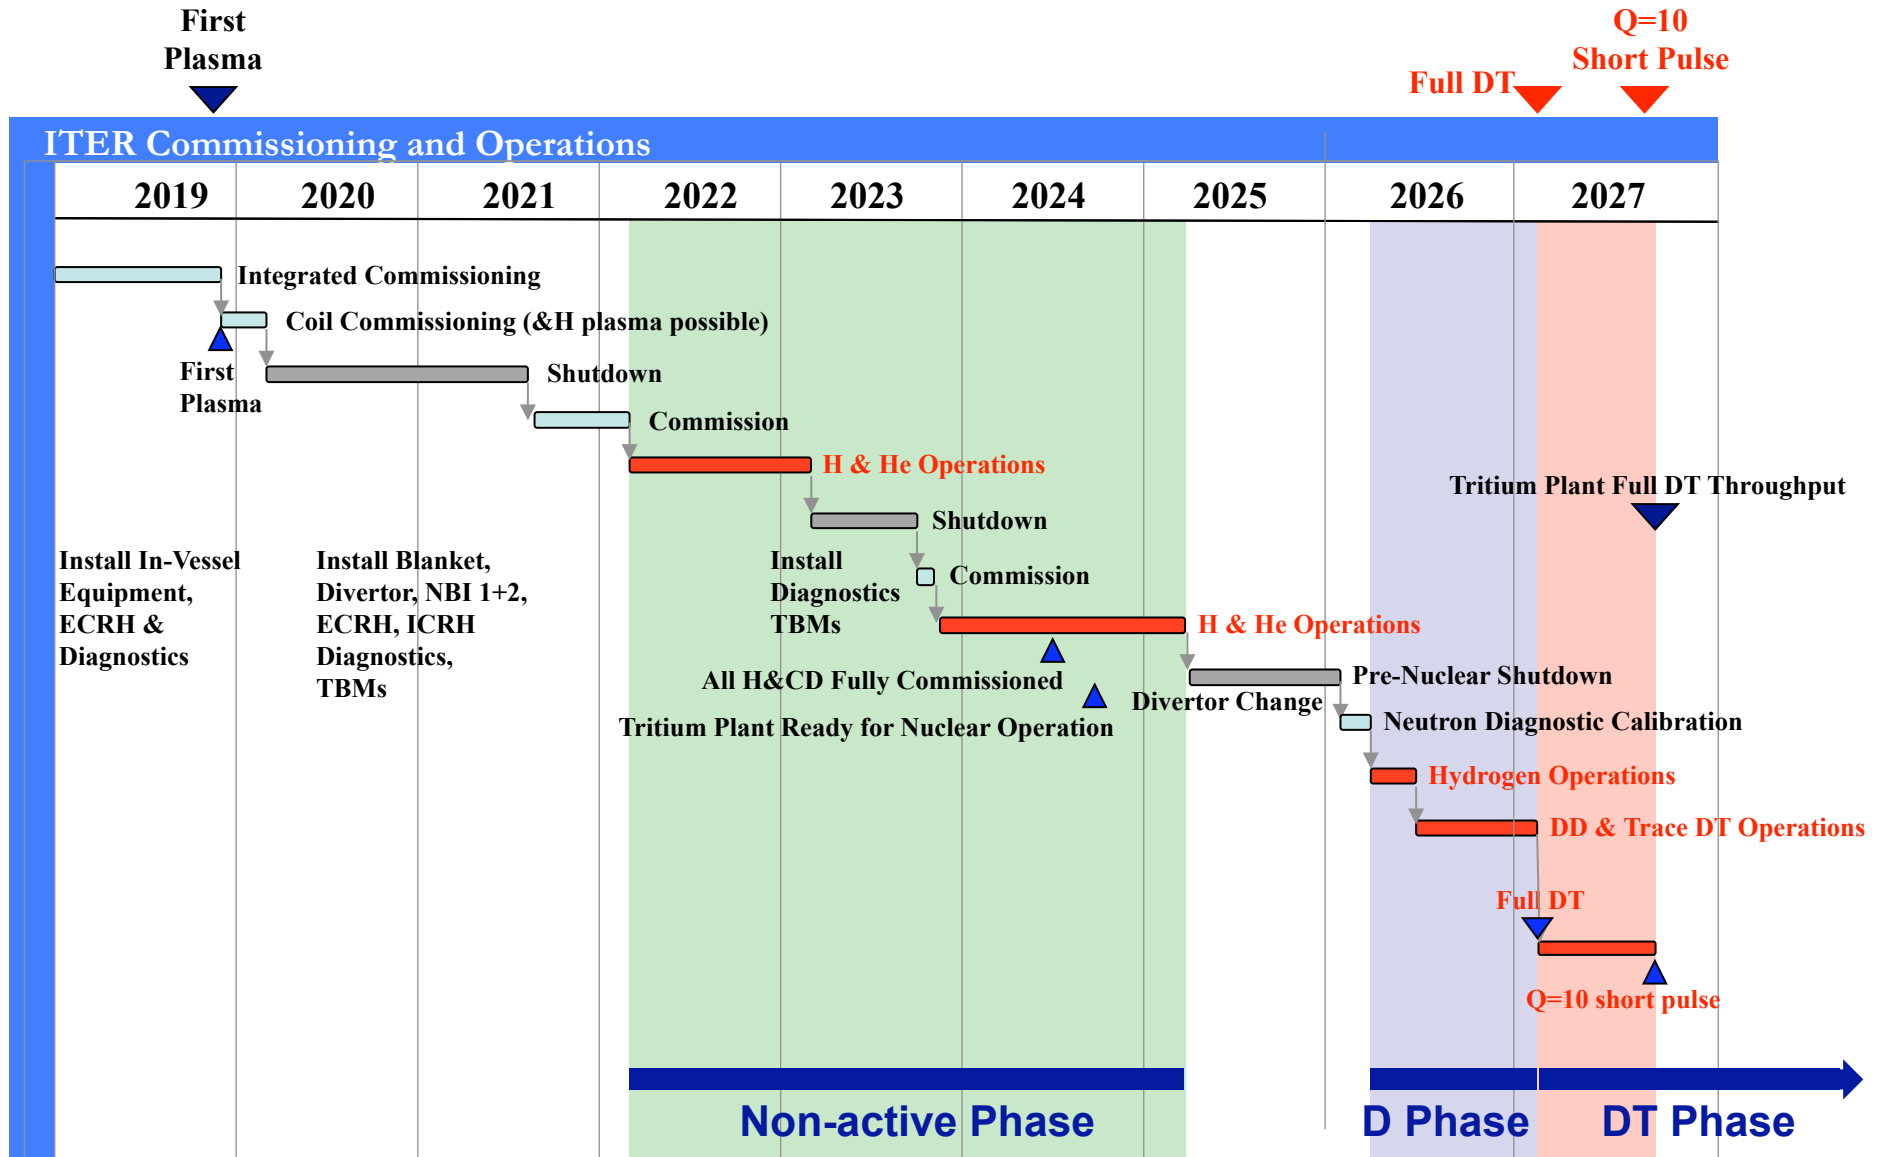 First
Plasma
Q=10
Short Pulse
Full DT
ITER Commissioning and Operations
2019 2020 2021 2022 2023 2024 2025 2026 2027
Integrated Commissioning
Coil Commissioning (&H plasma possible)
First
Plasma
Shutdown
Commission
H & He Operations
Tritium Plant Full DT Throughput
Shutdown
Install In-Vessel
Equipment,
ECRH &
Diagnostics
Install Blanket,
Divertor, NBI 1+2,
ECRH, ICRH
Diagnostics,
TBMs
Install
Diagnostics
TBMs
Commission
H & He Operations
All H&CD Fully Commissioned
Tritium Plant Ready for Nuclear Operation
Pre-Nuclear Shutdown
Divertor Change
Neutron Diagnostic Calibration
Hydrogen Operations
DD & Trace DT Operations
Full DT
Q=10 short pulse
Non-active Phase
D Phase
DT Phase